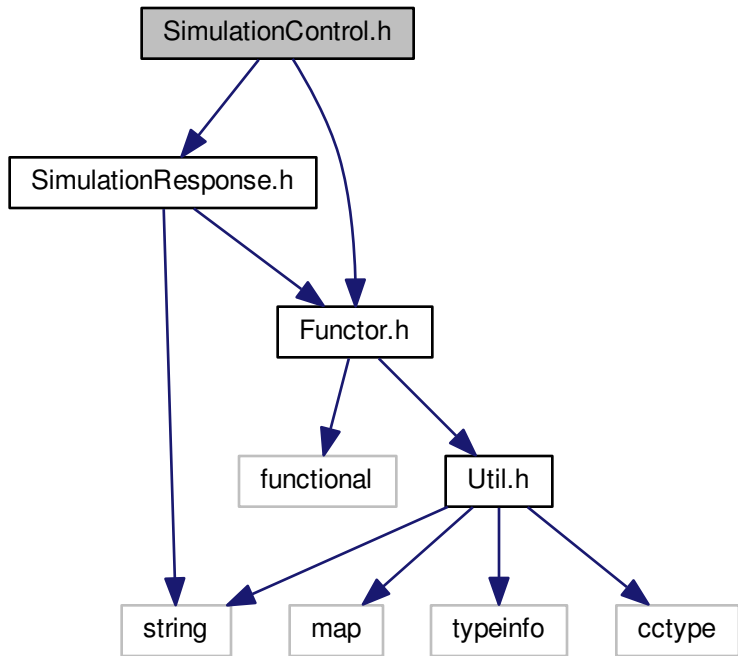 SimulationControl.h
SimulationResponse.h
Functor.h
functional
Util.h
string
map
typeinfo
cctype